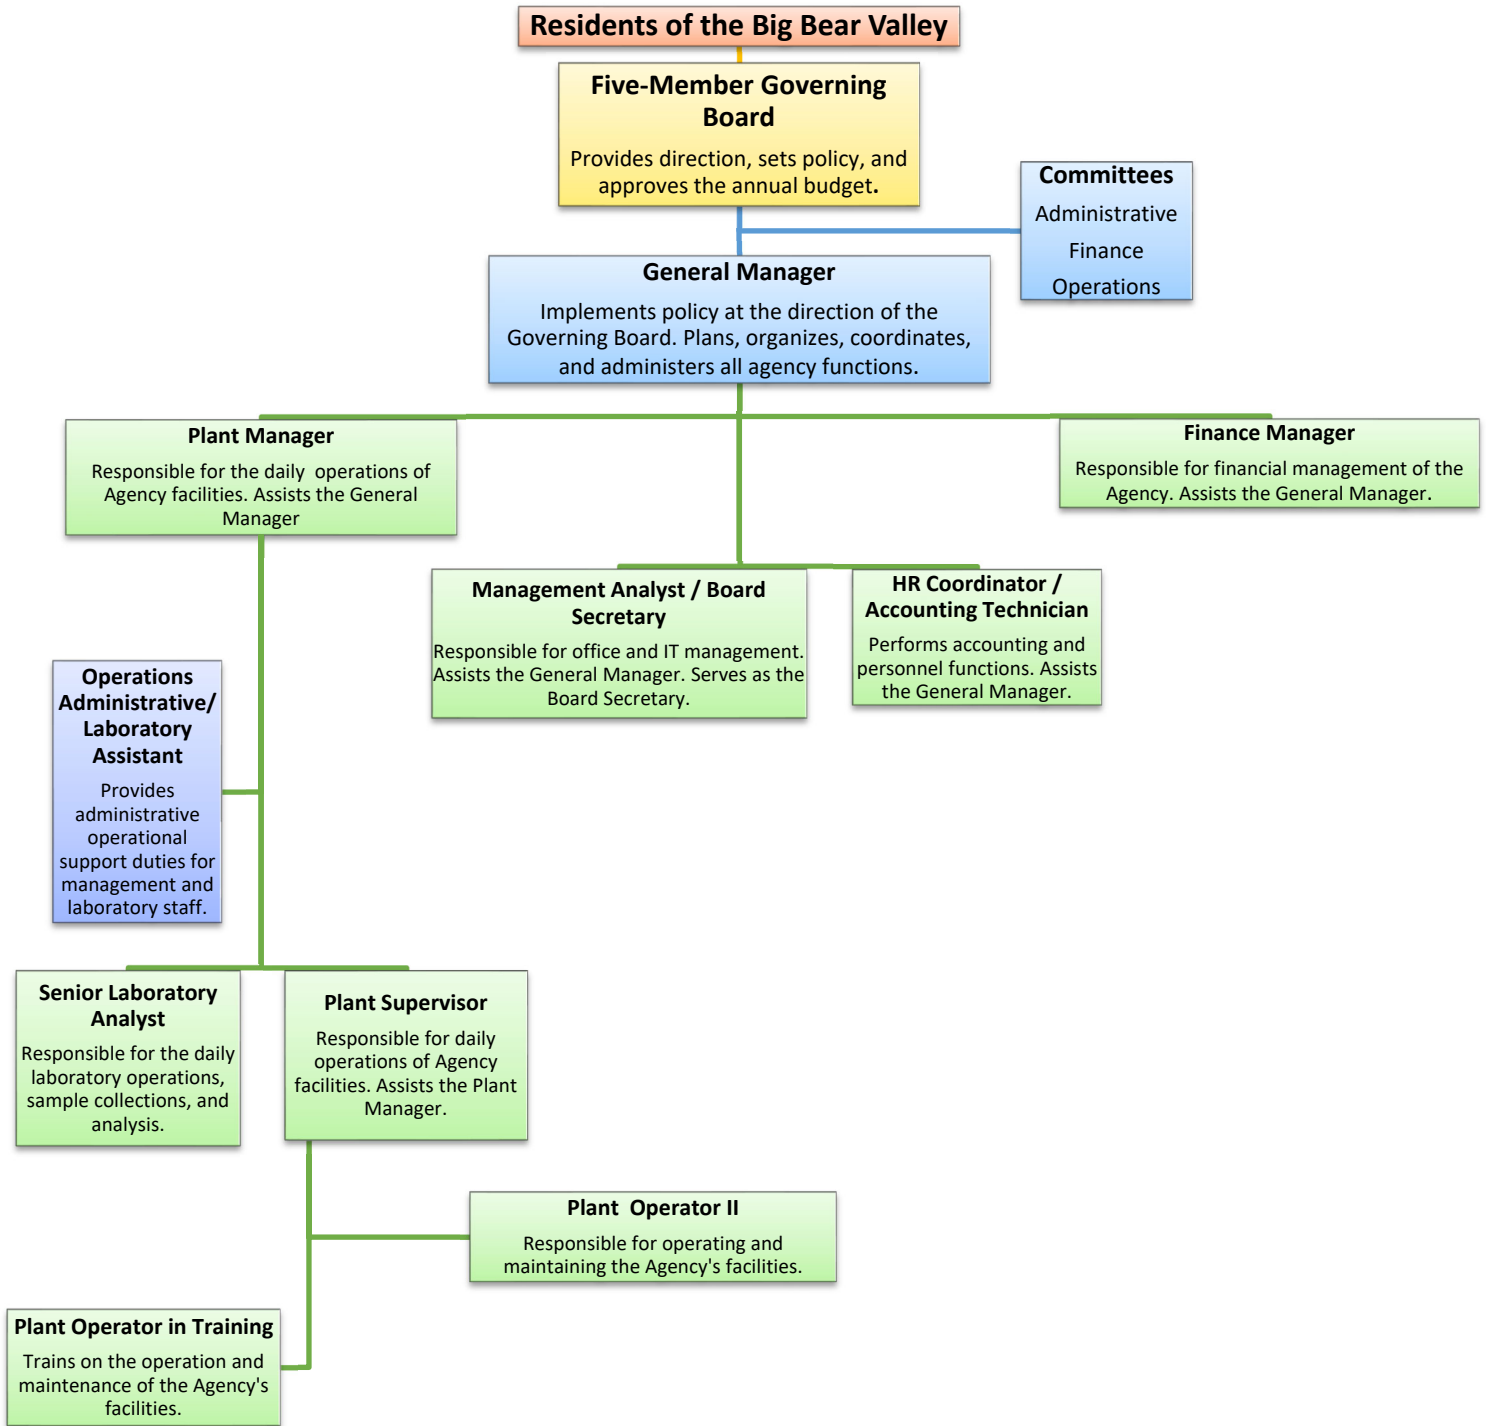 Residents of the Big Bear Valley
Five-Member Governing
Board
Provides direction, sets policy, and
approves the annual budget.
Committees
Administrative
Finance
Operations
General Manager
Implements policy at the direction of the
Governing Board. Plans, organizes, coordinates,
and administers all agency functions.
Plant Manager
Responsible for the daily operations of
Agency facilities. Assists the General
Manager
Finance Manager
Responsible for financial management of the
Agency. Assists the General Manager.
Management Analyst / Board
Secretary
Responsible for office and IT management.
Assists the General Manager. Serves as the
Board Secretary.
HR Coordinator /
Accounting Technician
Performs accounting and
personnel functions. Assists
the General Manager.
Operations
Administrative/
Laboratory
Assistant
Provides
administrative
operational
support duties for
management and
laboratory staff.
Senior Laboratory
Analyst
Responsible for the daily
laboratory operations,
sample collections, and
analysis.
Plant Supervisor
Responsible for daily
operations of Agency
facilities. Assists the Plant
Manager.
Plant Operator II
Responsible for operating and
maintaining the Agency's facilities.
Plant Operator in Training
Trains on the operation and
maintenance of the Agency's
facilities.